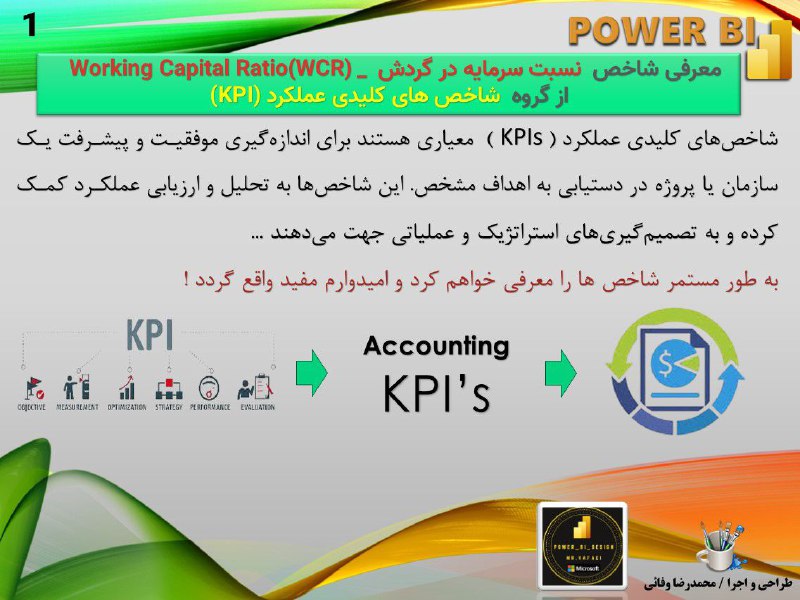 1
POWER BI
معرفی شاخص نسبت سرمایه در گردش _ Working Capital Ratio(WCR)
از گروه شاخص های کلیدی عملکرد (KPI)
شاخص‌های کلیدی عملکرد ( KPIs ) معیاری هستند برای اندازه‌گیری موفقیت و پیشرفت یک
سازمان یا پروژه در دستیابی به اهداف مشخص. این شاخص‌ها به تحلیل و ارزیابی عملکرد کمک
کرده و به تصمیم‌گیری‌های استراتژیک و عملیاتی جهت می‌دهند ...
به طور مستمر شاخص ها را معرفی خواهم کرد و امیدوارم مفید واقع گردد !
KPI
OBJECTIVE MEASUREMENT OPTIMIZATION STRATEGY PERFORMANCE EVALUATION
Accounting
KPI's
POWER_BI_DESIGN
MR.VAFAEI
Microsoft
طراحی و اجرا / محمدرضا وفائی